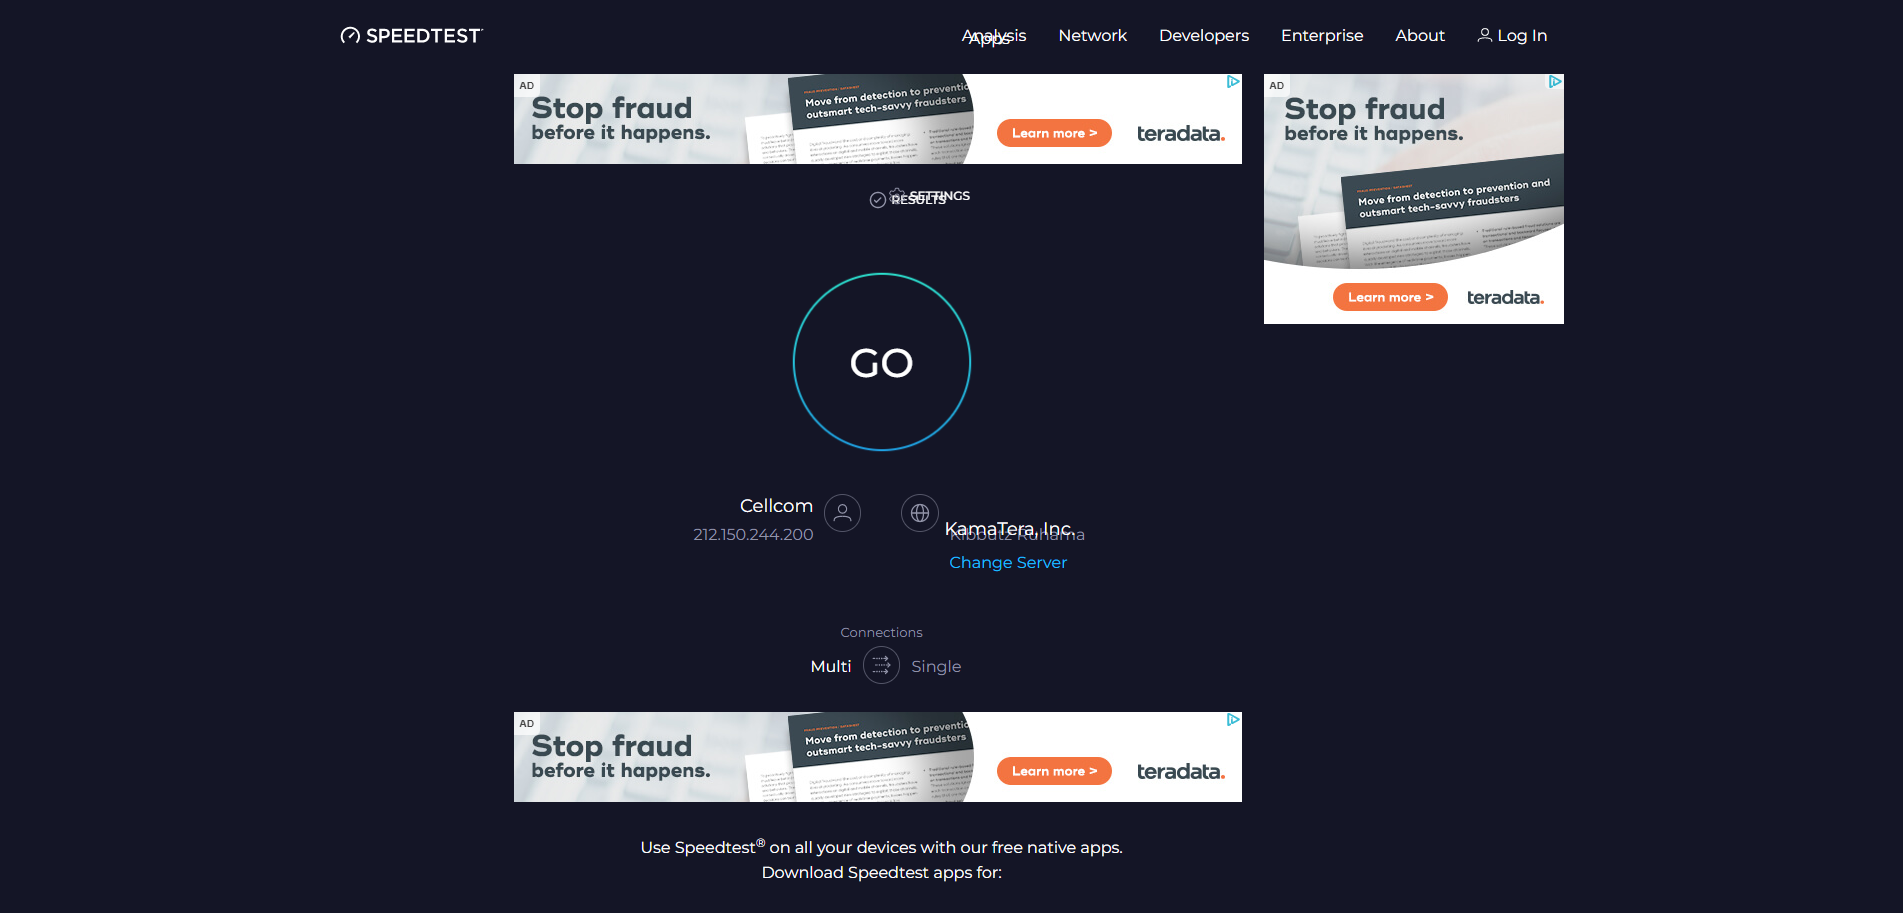 SPEEDTEST
Apps
Analysis
Network
Developers
Enterprise
About
Log In
AD
Stop fraud
before it happens.
Move from detection to preventio
outsmart tech-savvy fraudsters
Learn more >
teradata.
AD
Stop fraud
before it happens.
Move from detection to prevention and
outsmart tech-savvy fraudsters
Learn more >
teradata.
RESULTS
SETTINGS
GO
Cellcom
212.150.244.200
KamaTera, Inc.
Kibbutz Ruhama
Change Server
Connections
Multi
Single
AD
Stop fraud
before it happens.
Move from detection to preventio
outsmart tech-savvy fraudsters
Learn more >
teradata.
Use Speedtest® on all your devices with our free native apps.
Download Speedtest apps for: